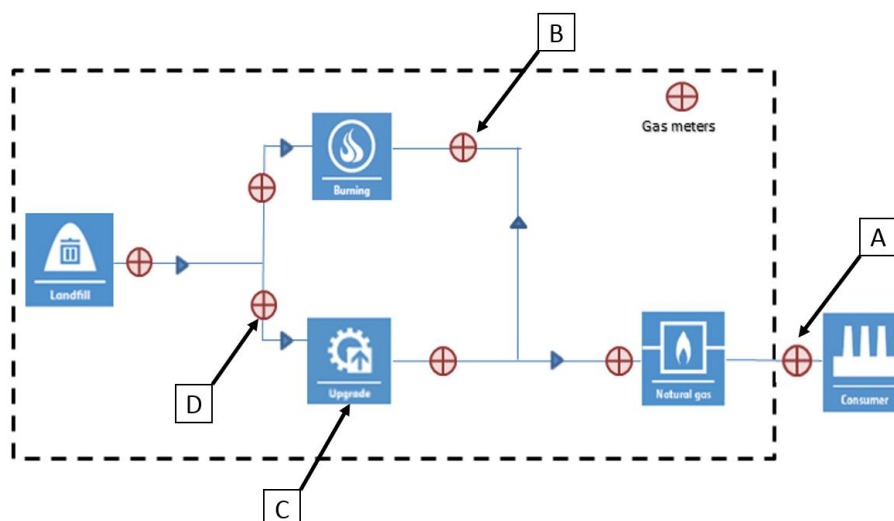 B
Gas meters
Burning
A
Landfill
D
Upgrade
Natural gas
Consumer
C